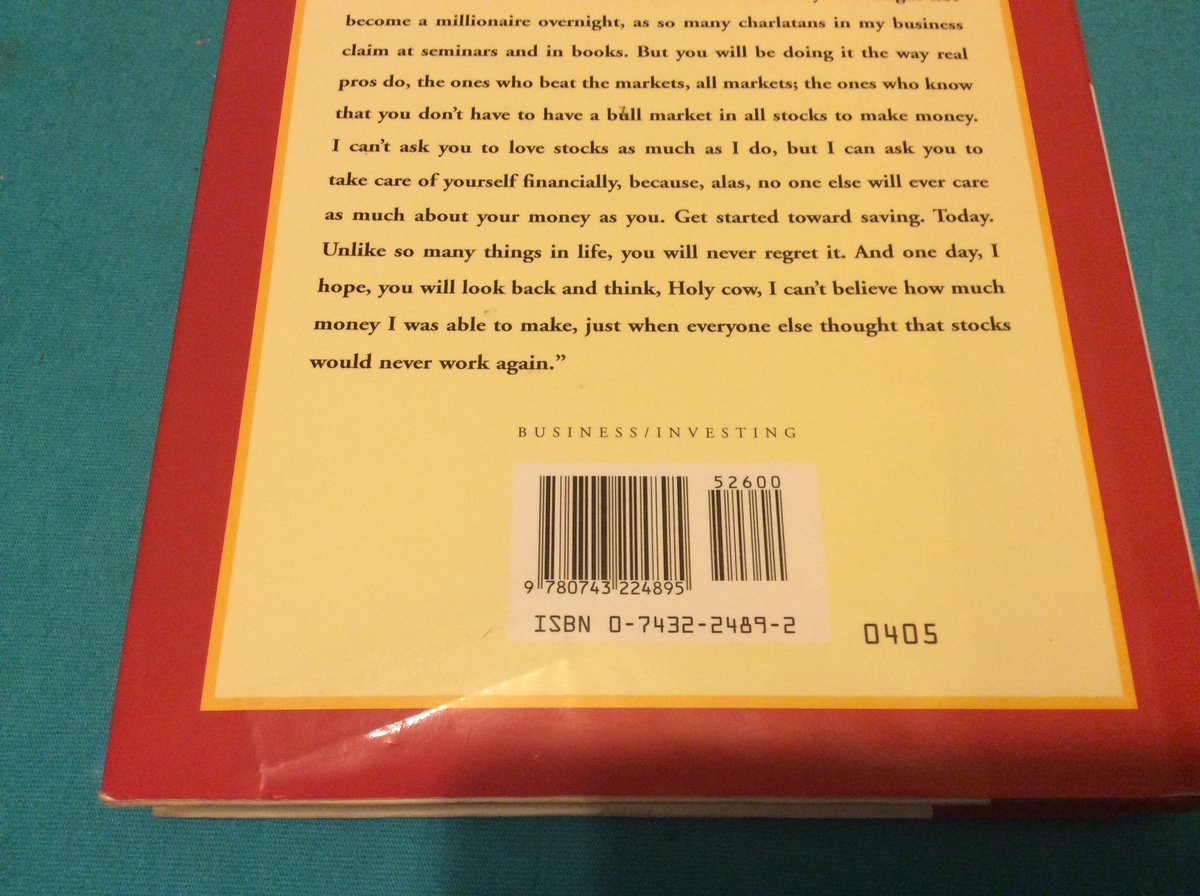 become a millionaire overnight, as so many charlatans in my business
claim at seminars and in books. But you will be doing it the way real
pros do, the ones who beat the markets, all markets; the ones who know
that you don't have to have a bull market in all stocks to make money.
I can't ask you to love stocks as much as I do, but I can ask you to
take care of yourself financially, because, alas, no one else will ever care
as much about your money as you. Get started toward saving. Today.
Unlike so many things in life, you will never regret it. And one day, I
hope, you will look back and think, Holy cow, I can't believe how much
money I was able to make, just when everyone else thought that stocks
would never work again.”
BUSINESS/INVESTING
52600
9 780743 224895
ISBN 0-7432-2489-2
0405